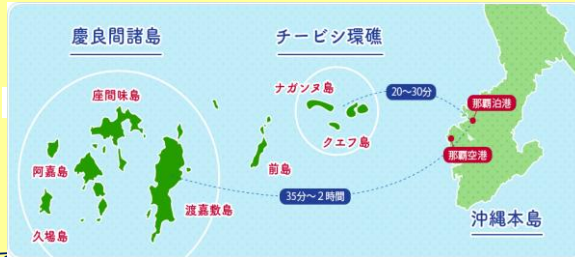 慶良間諸島
チービシ環礁
座間味島
ナガンヌ島
20〜30分
那覇泊港
クエフ島
那覇空港
阿嘉島
前島
35分〜2時間
渡嘉敷島
沖縄本島
久場島